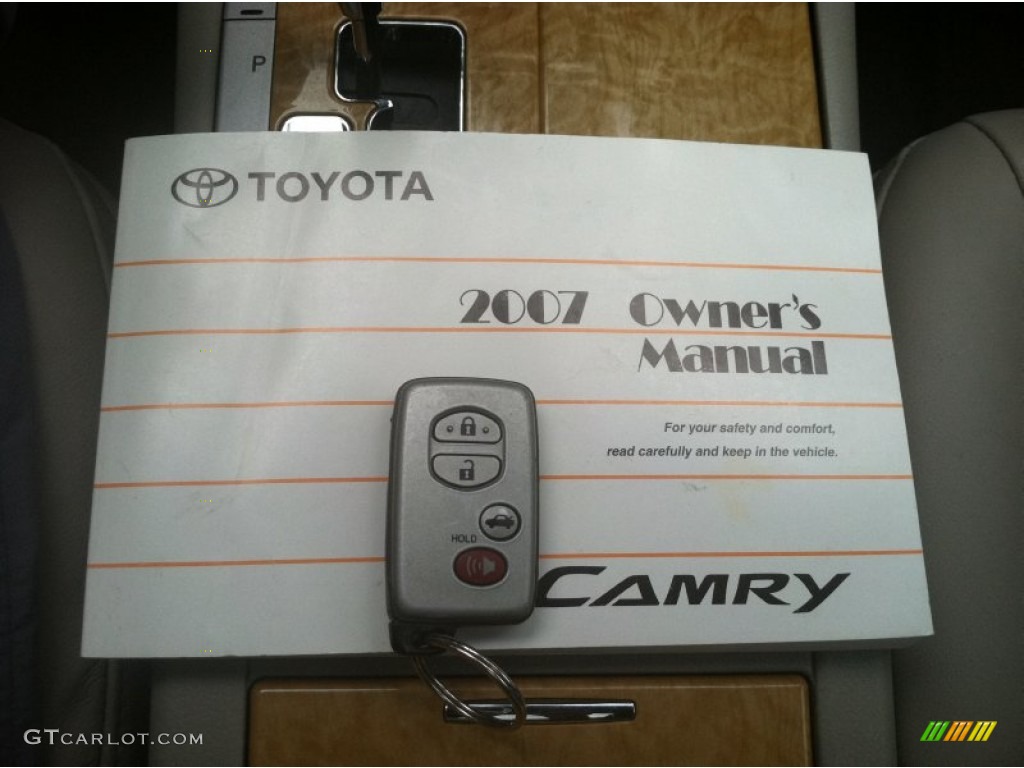 P
TOYOTA
2007 Owner's
Manual
For your safety and comfort,
read carefully and keep in the vehicle.
HOLD
CAMRY
GTCARLOT.COM